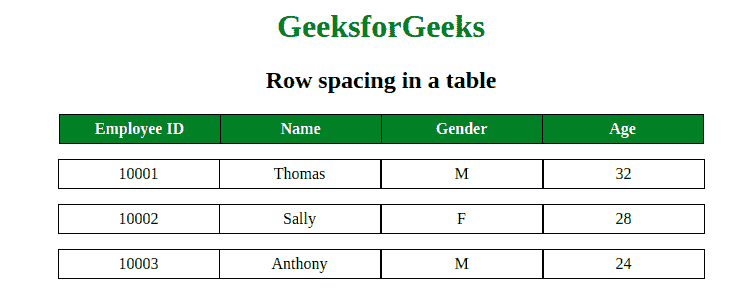 GeeksforGeeks
Row spacing in a table
Employee ID Name Gender Age
10001 Thomas M 32
10002 Sally F 28
10003 Anthony M 24